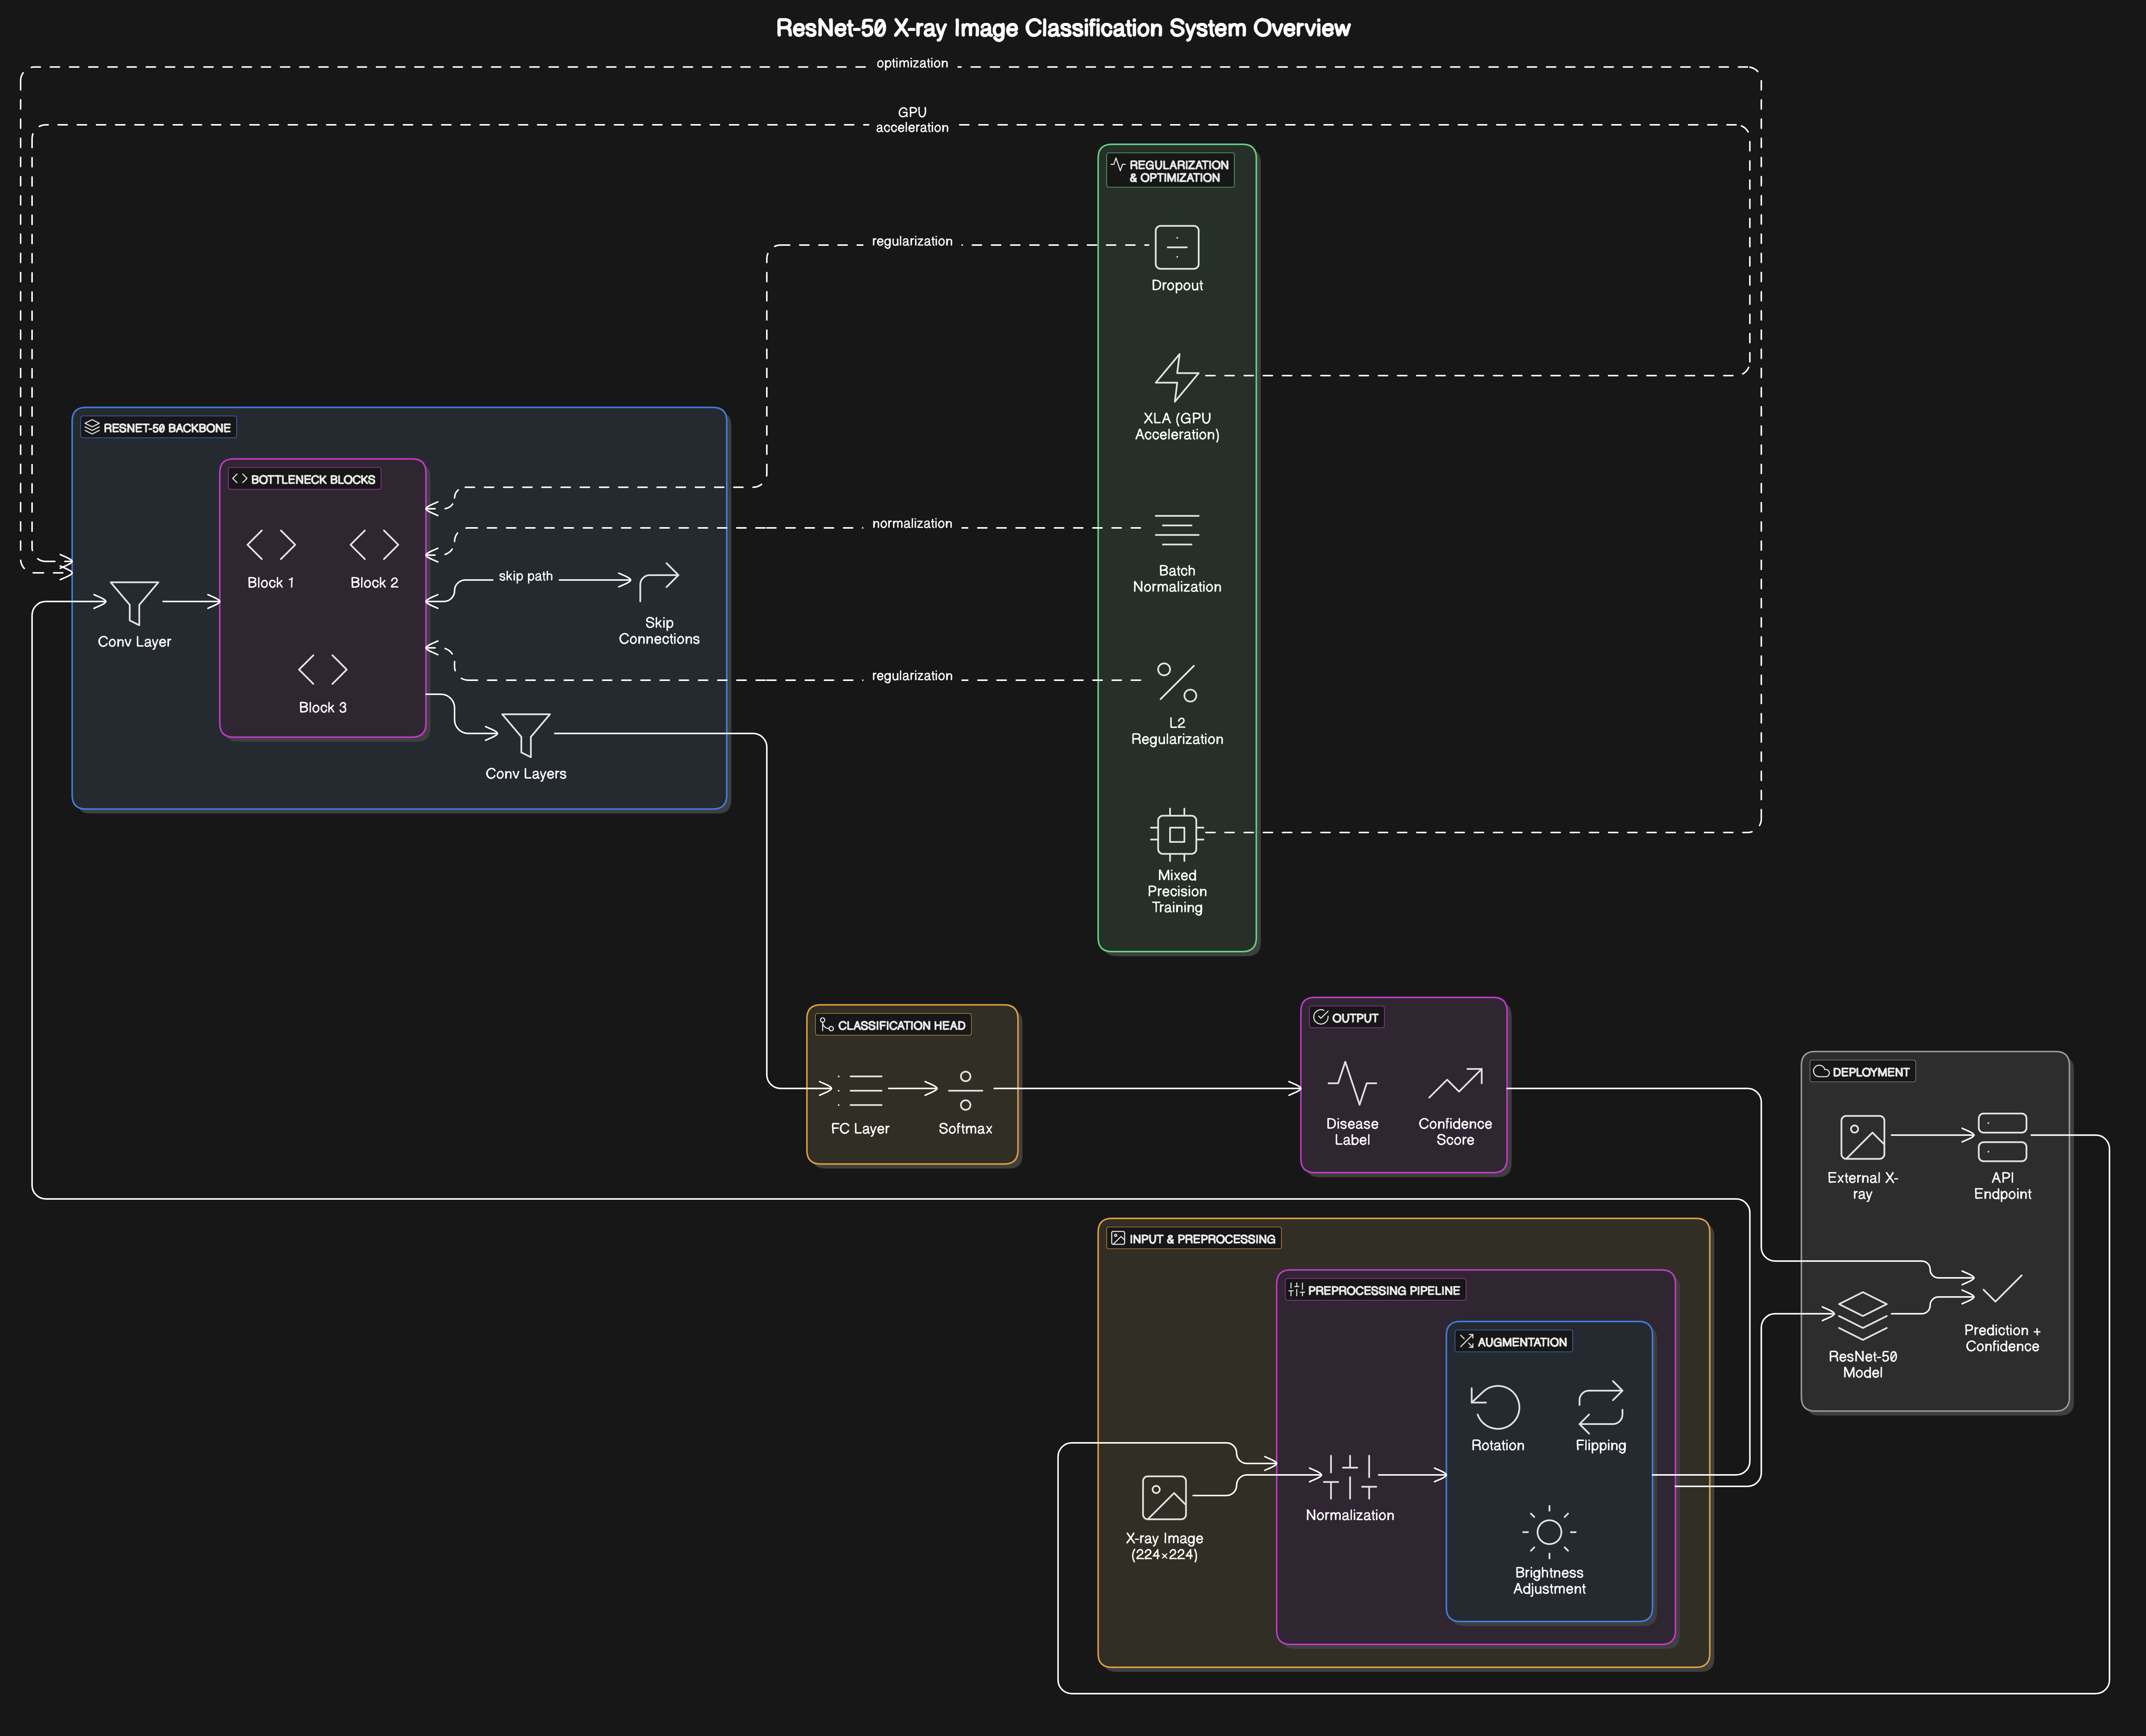 ResNet-50 X-ray Image Classification System Overview
optimization
GPU
acceleration
REGULARIZATION
& OPTIMIZATION
regularization
Dropout
XLA (GPU
Acceleration)
RESNET-50 BACKBONE
BOTTLENECK BLOCKS
normalization
Batch
Normalization
Block 1
Block 2
skip path
Skip
Connections
Conv Layer
regularization
Block 3
L2
Regularization
Conv Layers
Mixed
Precision
Training
CLASSIFICATION HEAD
FC Layer
Softmax
OUTPUT
Disease
Label
Confidence
Score
DEPLOYMENT
External X-
ray
API
Endpoint
Prediction +
Confidence
ResNet-50
Model
INPUT & PREPROCESSING
PREPROCESSING PIPELINE
AUGMENTATION
Rotation
Flipping
Normalization
X-ray Image
(224×224)
Brightness
Adjustment